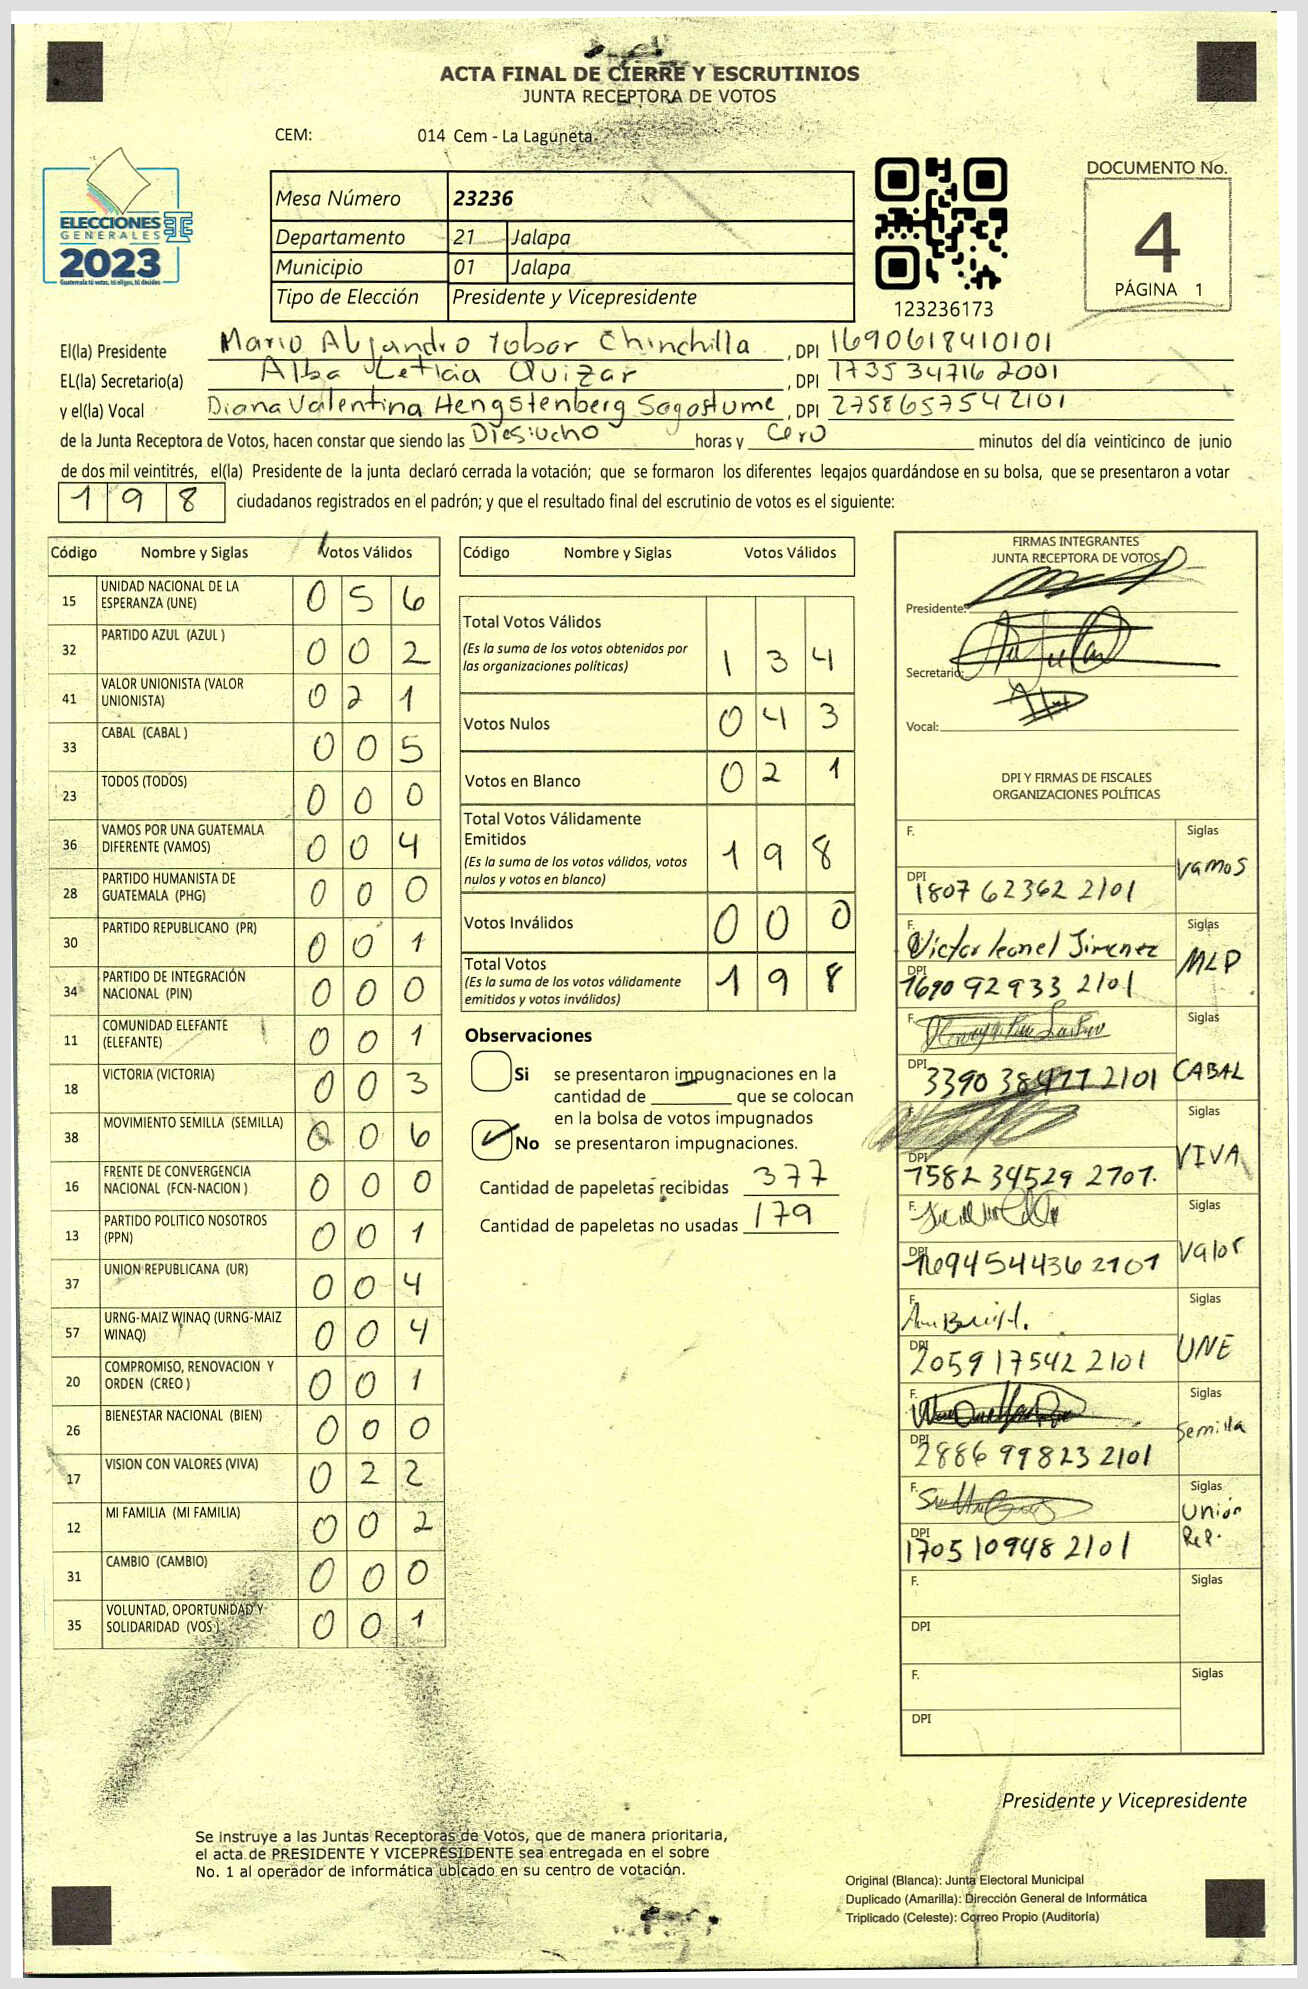 ACTA FINAL DE CIERRE Y ESCRUTINIOS
JUNTA RECEPTORA DE VOTOS
CEM: 014 Cem - La Laguneta
ELECCIONES
GENERALES
2023
Guatemala tú votas, tú eliges, tú decides
Mesa Número 23236
Departamento 21 Jalapa
Municipio 01 Jalapa
Tipo de Elección Presidente y Vicepresidente
123236173
DOCUMENTO No.
4
PÁGINA 1
El(la) Presidente Mario Alejandro Tobar Chinchilla, DPI 1690618410101
EL(la) Secretario(a) Alba Leticia Quizar, DPI 1735 34716 2001
y el(la) Vocal Diana Valentina Hengstenberg Sagastume, DPI 2758657542101
de la Junta Receptora de Votos, hacen constar que siendo las Diesiocho horas y Cero minutos del día veinticinco de junio
de dos mil veintitrés, el(la) Presidente de la junta declaró cerrada la votación; que se formaron los diferentes legajos guardándose en su bolsa, que se presentaron a votar
198 ciudadanos registrados en el padrón; y que el resultado final del escrutinio de votos es el siguiente:
Código Nombre y Siglas Votos Válidos
15 UNIDAD NACIONAL DE LA ESPERANZA (UNE) 0 5 6
32 PARTIDO AZUL (AZUL ) 0 0 2
41 VALOR UNIONISTA (VALOR UNIONISTA) 0 2 1
33 CABAL (CABAL ) 0 0 5
23 TODOS (TODOS) 0 0 0
36 VAMOS POR UNA GUATEMALA DIFERENTE (VAMOS) 0 0 4
28 PARTIDO HUMANISTA DE GUATEMALA (PHG) 0 0 0
30 PARTIDO REPUBLICANO (PR) 0 0 1
34 PARTIDO DE INTEGRACIÓN NACIONAL (PIN) 0 0 0
11 COMUNIDAD ELEFANTE (ELEFANTE) 0 0 1
18 VICTORIA (VICTORIA) 0 0 3
38 MOVIMIENTO SEMILLA (SEMILLA) 0 0 6
16 FRENTE DE CONVERGENCIA NACIONAL (FCN-NACION ) 0 0 0
13 PARTIDO POLITICO NOSOTROS (PPN) 0 0 1
37 UNION REPUBLICANA (UR) 0 0 4
57 URNG-MAIZ WINAQ (URNG-MAIZ WINAQ) 0 0 4
20 COMPROMISO, RENOVACION Y ORDEN (CREO ) 0 0 1
26 BIENESTAR NACIONAL (BIEN) 0 0 0
17 VISION CON VALORES (VIVA) 0 2 2
12 MI FAMILIA (MI FAMILIA) 0 0 2
31 CAMBIO (CAMBIO) 0 0 0
35 VOLUNTAD, OPORTUNIDAD Y SOLIDARIDAD (VOS ) 0 0 1
Código Nombre y Siglas Votos Válidos
Total Votos Válidos
(Es la suma de los votos obtenidos por
las organizaciones políticas) 1 3 4
Votos Nulos 0 4 3
Votos en Blanco 0 2 1
Total Votos Válidamente
Emitidos
(Es la suma de los votos válidos, votos
nulos y votos en blanco) 1 9 8
Votos Inválidos 0 0 0
Total Votos
(Es la suma de los votos válidamente
emitidos y votos inválidos) 1 9 8
Observaciones
Si se presentaron impugnaciones en la
cantidad de ________ que se colocan
en la bolsa de votos impugnados
No se presentaron impugnaciones.
Cantidad de papeletas recibidas 377
Cantidad de papeletas no usadas 179
FIRMAS INTEGRANTES
JUNTA RECEPTORA DE VOTOS
Presidente:
Secretario:
Vocal:
DPI Y FIRMAS DE FISCALES
ORGANIZACIONES POLÍTICAS
F. Siglas
Vamos
DPI 1807 62362 2101
F. Victor leonel Jimenez Siglas
MLP
DPI 1690 92933 2101
F. Siglas
DPI 3390 38477 2101 CABAL
F. Siglas
VIVA
DPI 1582 34529 2101.
F. Siglas
Valor
DPI 1694544362101
F. Siglas
UNE
DPI 2059 17542 2101
F. Siglas
Semilla
DPI 2886 99823 2101
F. Siglas
Unión
Rep.
DPI 1705109482101
F. Siglas
DPI
F. Siglas
DPI
Presidente y Vicepresidente
Se instruye a las Juntas Receptoras de Votos, que de manera prioritaria,
el acta de PRESIDENTE Y VICEPRESIDENTE sea entregada en el sobre
No. 1 al operador de informática ubicado en su centro de votación.
Original (Blanca): Junta Electoral Municipal
Duplicado (Amarilla): Dirección General de Informática
Triplicado (Celeste): Correo Propio (Auditoría)